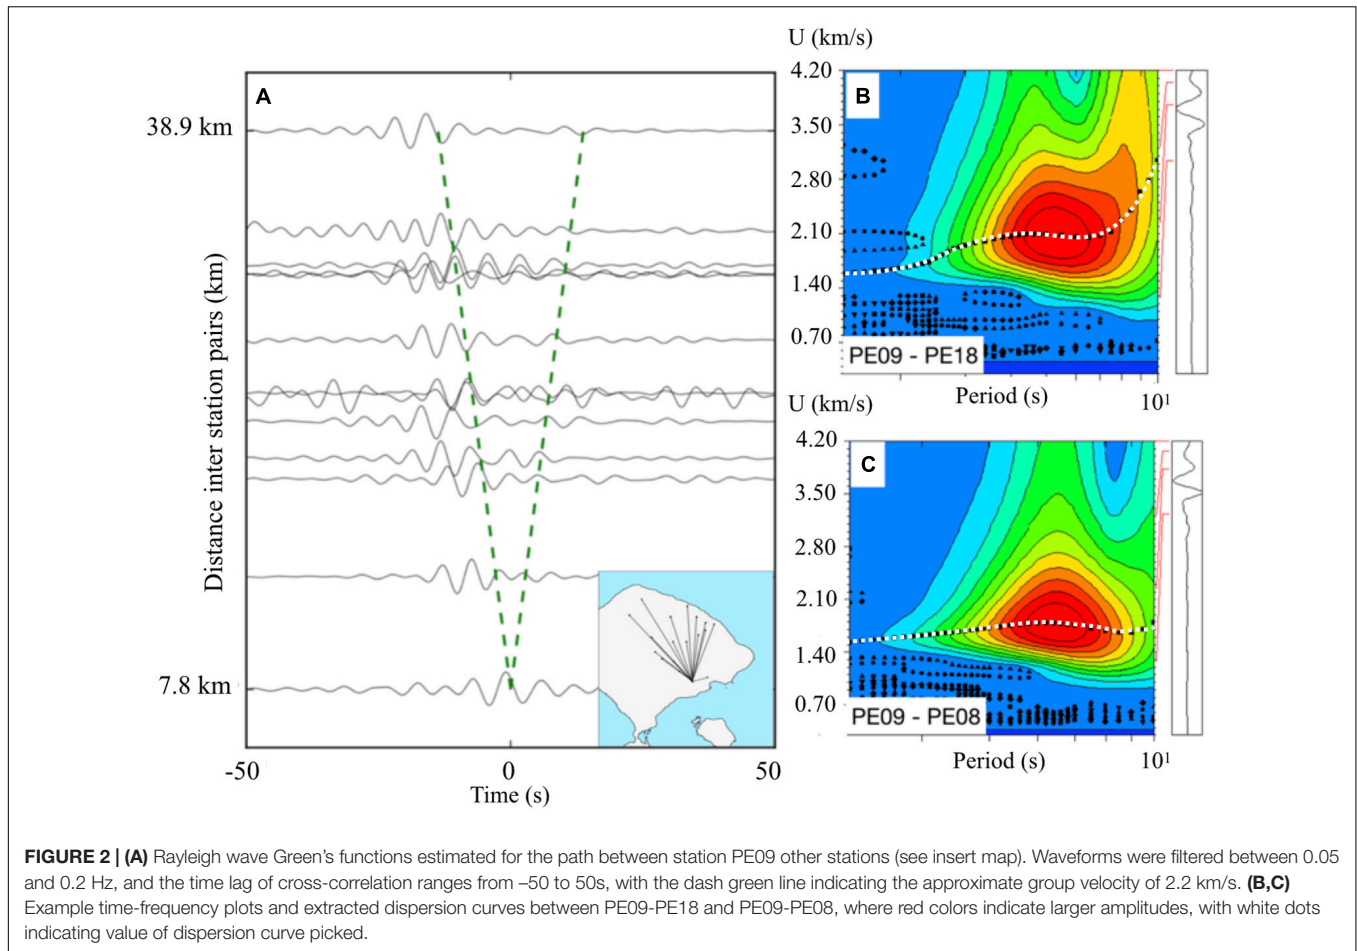 A
38.9 km
7.8 km
Distance inter station pairs (km)
-50
0
50
Time (s)
U (km/s)
4.20
3.50
2.80
2.10
1.40
0.70
B
PE09 - PE18
Period (s)
10¹
U (km/s)
4.20
3.50
2.80
2.10
1.40
0.70
C
PE09 - PE08
Period (s)
10¹
FIGURE 2 | (A) Rayleigh wave Green's functions estimated for the path between station PE09 other stations (see insert map). Waveforms were filtered between 0.05
and 0.2 Hz, and the time lag of cross-correlation ranges from –50 to 50s, with the dash green line indicating the approximate group velocity of 2.2 km/s. (B,C)
Example time-frequency plots and extracted dispersion curves between PE09-PE18 and PE09-PE08, where red colors indicate larger amplitudes, with white dots
indicating value of dispersion curve picked.